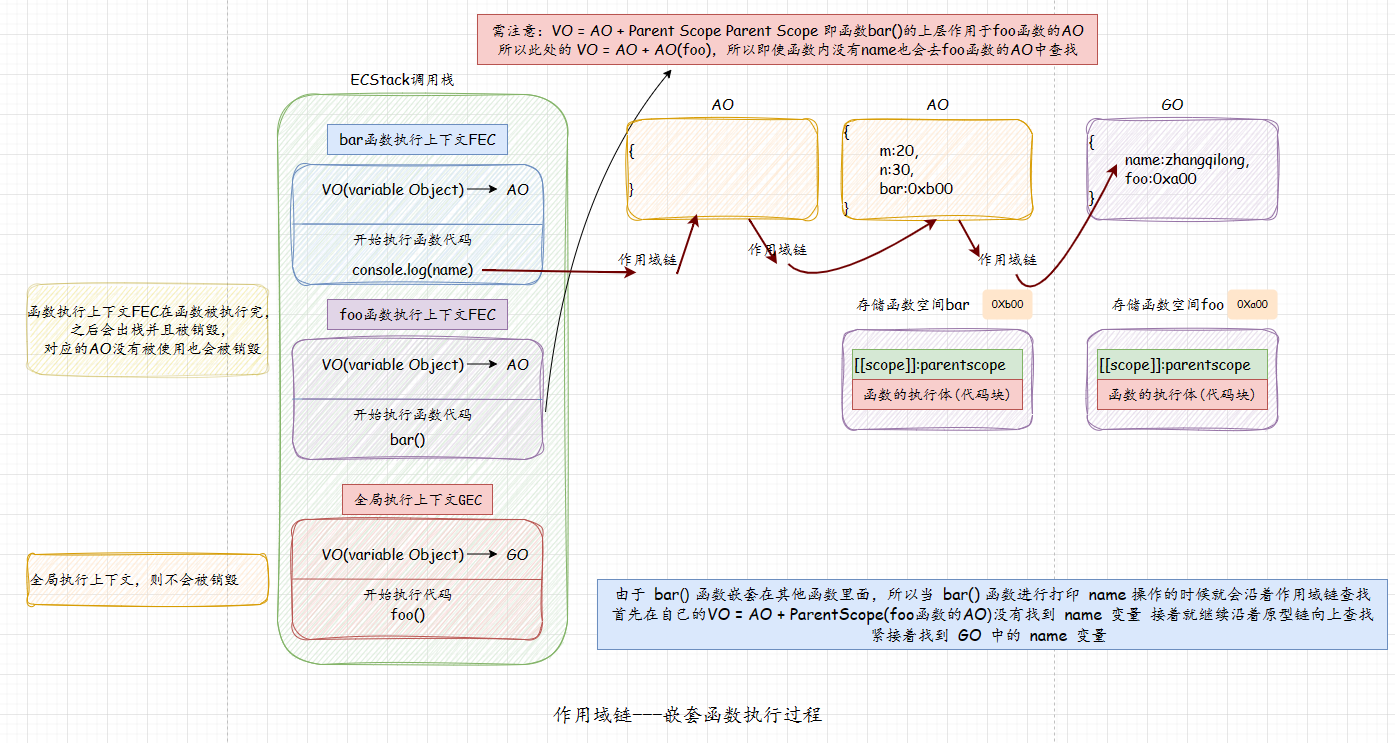 需注意：VO = AO + Parent Scope Parent Scope 即函数bar()的上层作用于foo函数的AO
所以此处的 VO = AO + AO(foo)，所以即使函数内没有name也会去foo函数的AO中查找
ECStack调用栈
bar函数执行上下文FEC
VO(variable Object) AO
开始执行函数代码
console.log(name)
foo函数执行上下文FEC
VO(variable Object) AO
开始执行函数代码
bar()
全局执行上下文GEC
VO(variable Object) GO
开始执行代码
foo()
函数执行上下文FEC在函数被执行完，
之后会出栈并且被销毁，
对应的AO没有被使用也会被销毁
全局执行上下文，则不会被销毁
AO
{
}
作用域链
AO
{
m:20,
n:30,
bar:0xb00
}
作用域链
GO
{
name:zhangqilong,
foo:0xa00
}
作用域链
存储函数空间bar 0Xb00
[[scope]]:parentscope
函数的执行体(代码块)
存储函数空间foo 0Xa00
[[scope]]:parentscope
函数的执行体(代码块)
由于 bar() 函数嵌套在其他函数里面，所以当 bar() 函数进行打印 name 操作的时候就会沿着作用域链查找
首先在自己的VO = AO + ParentScope(foo函数的AO)没有找到 name 变量 接着就继续沿着原型链向上查找
紧接着找到 GO 中的 name 变量
作用域链---嵌套函数执行过程